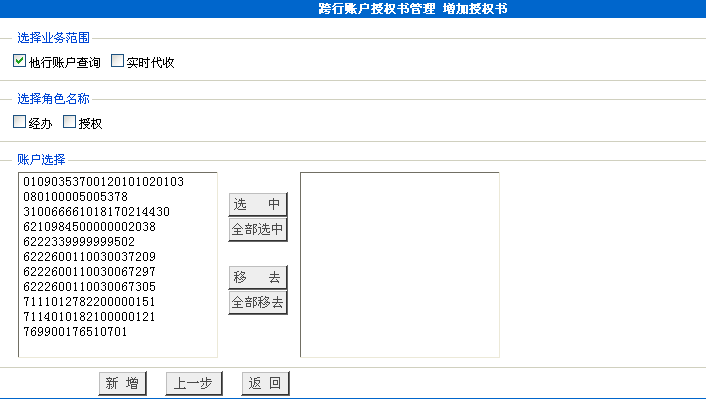 跨行账户授权书管理 增加授权书
选择业务范围
他行账户查询 实时代收
选择角色名称
经办 授权
账户选择
01090353700120101020103
080100005005378
310066661018170214430
6210984500000002038
6222339999999502
6222600110030037209
6222600110030067297
6222600110030067305
7111012782200000151
7114010182100000121
769900176510701
选 中
全部选中
移 去
全部移去
新 增 上一步 返 回